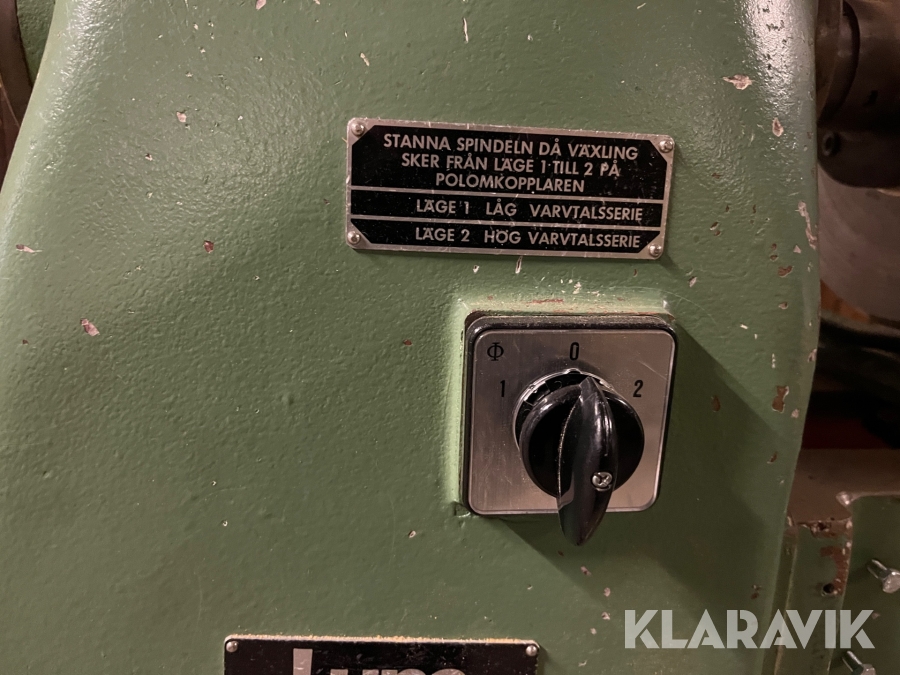 STANNA SPINDELN DÅ VÄXLING
SKER FRÅN LÄGE 1 TILL 2 PÅ
POLOMKOPPLAREN
LÄGE 1 LÅG VARVTALSSERIE
LÄGE 2 HÖG VARVTALSSERIE
Φ 0
1 2
KLARAVIK